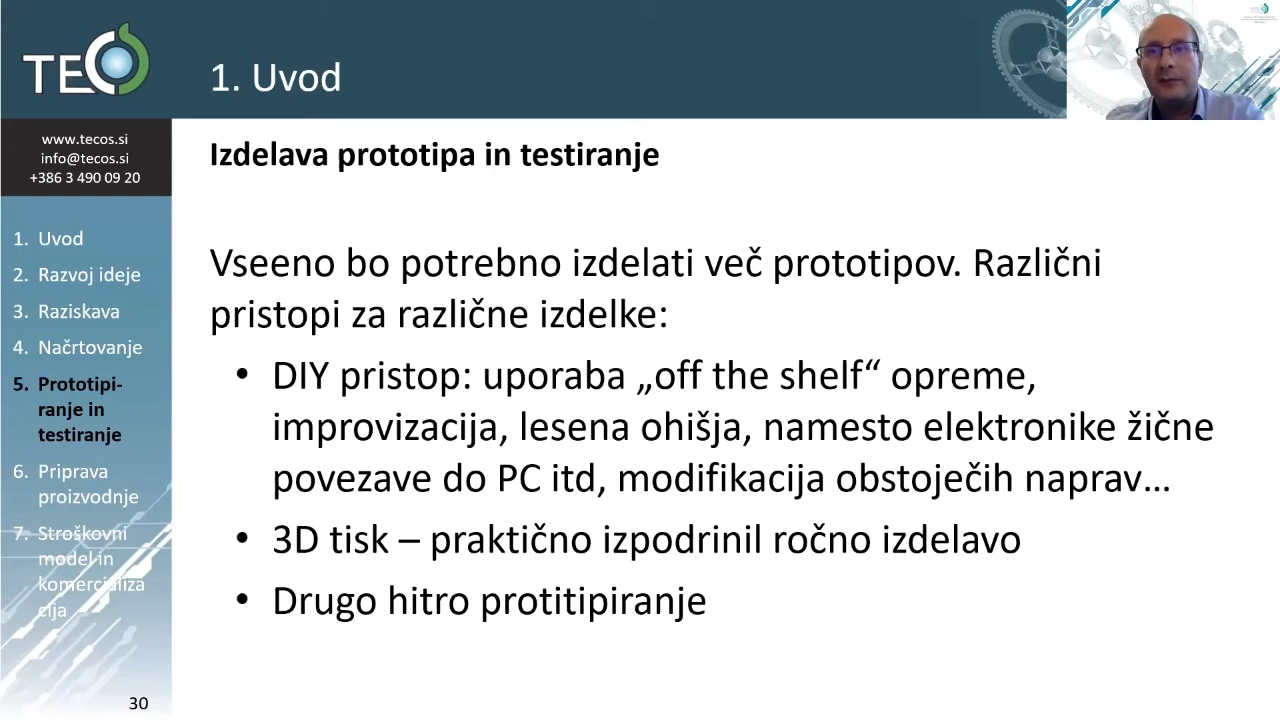 TECOS
1. Uvod
www.tecos.si
info@tecos.si
+386 3 490 09 20
1. Uvod
2. Razvoj ideje
3. Raziskava
4. Načrtovanje
5. Prototipi-
ranje in
testiranje
6. Priprava
proizvodnje
7. Stroškovni
model in
komercializa
cija
30
Izdelava prototipa in testiranje
Vseeno bo potrebno izdelati več prototipov. Različni
pristopi za različne izdelke:
• DIY pristop: uporaba „off the shelf“ opreme,
improvizacija, lesena ohišja, namesto elektronike žične
povezave do PC itd, modifikacija obstoječih naprav…
• 3D tisk – praktično izpodrinil ročno izdelavo
• Drugo hitro protitipiranje